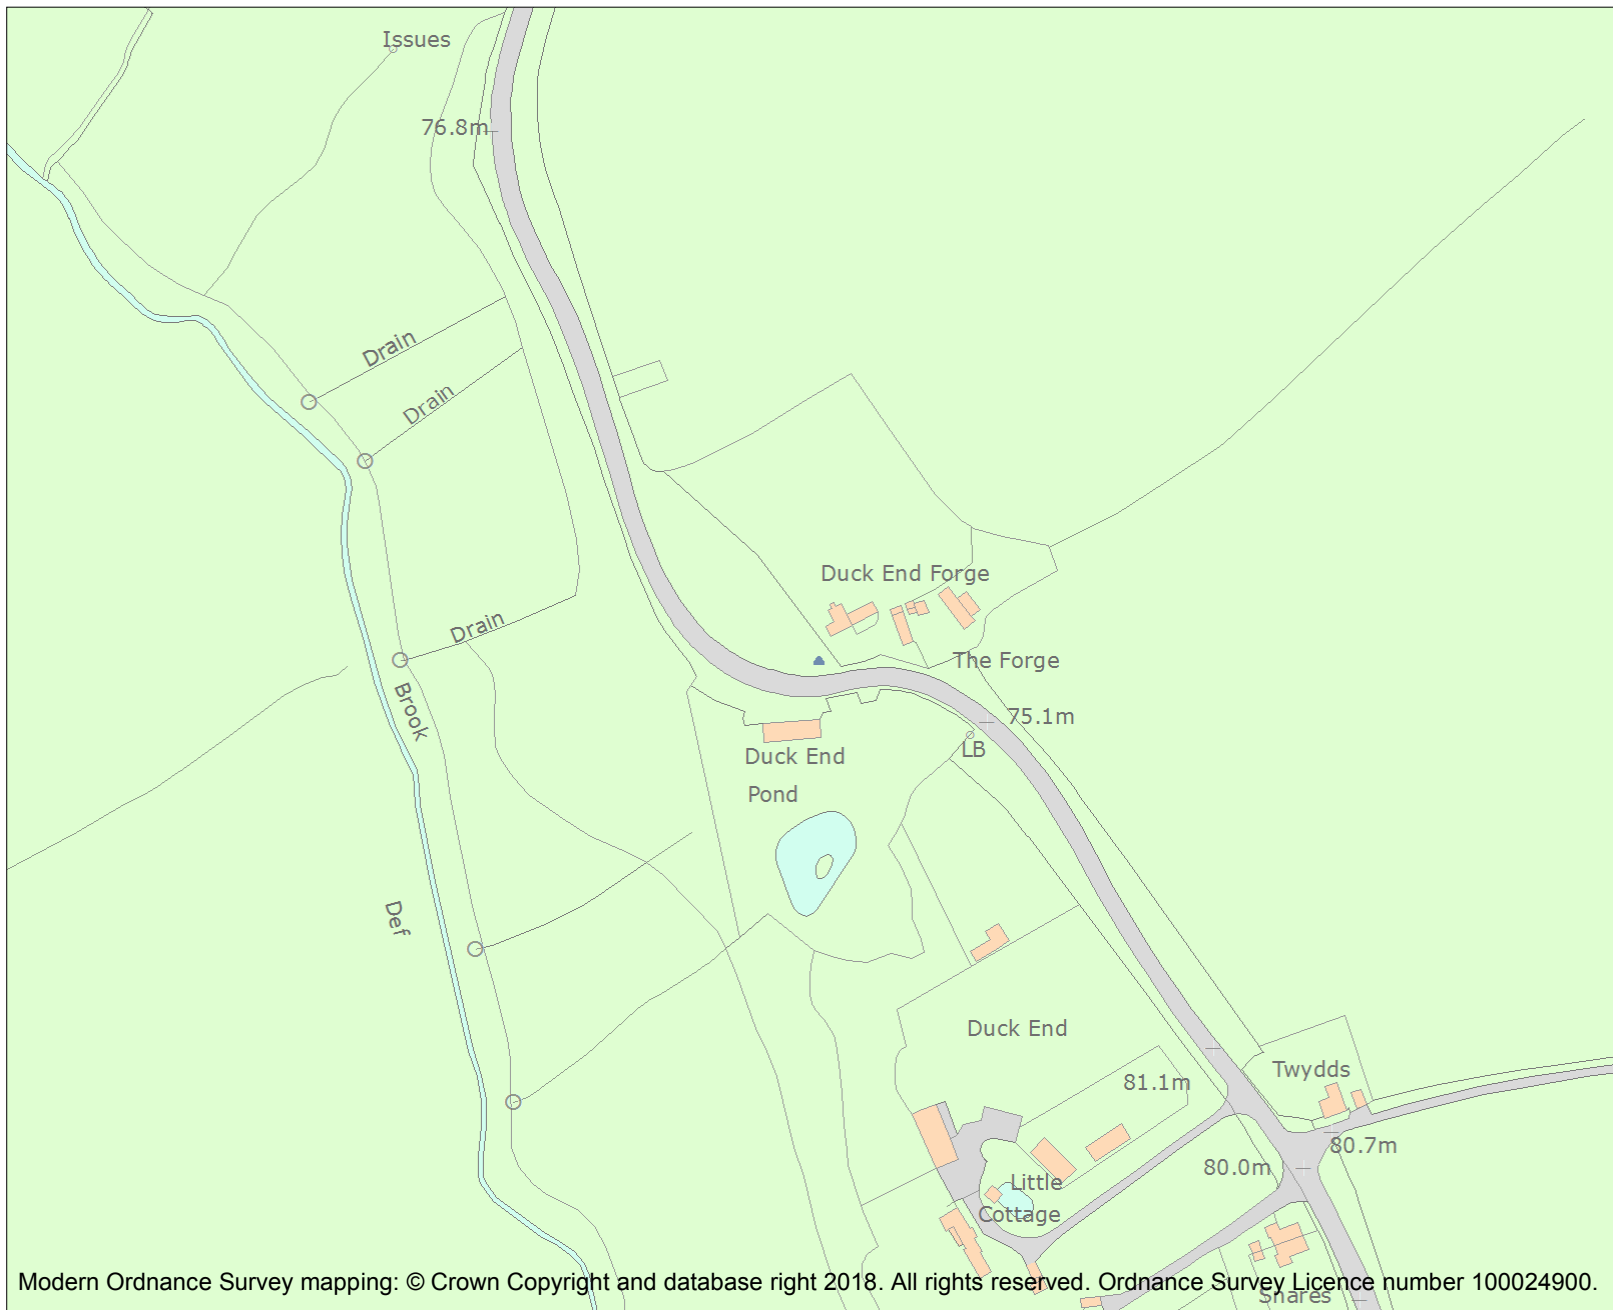 Issues
76.8m
Drain
Drain
Duck End Forge
Drain
The Forge
Brook
75.1m
LB
Duck End
Pond
Def
Duck End
Twydds
81.1m
80.7m
80.0m
Little
Cottage
Modern Ordnance Survey mapping: © Crown Copyright and database right 2018. All rights reserved. Ordnance Survey Licence number 100024900.
Snares